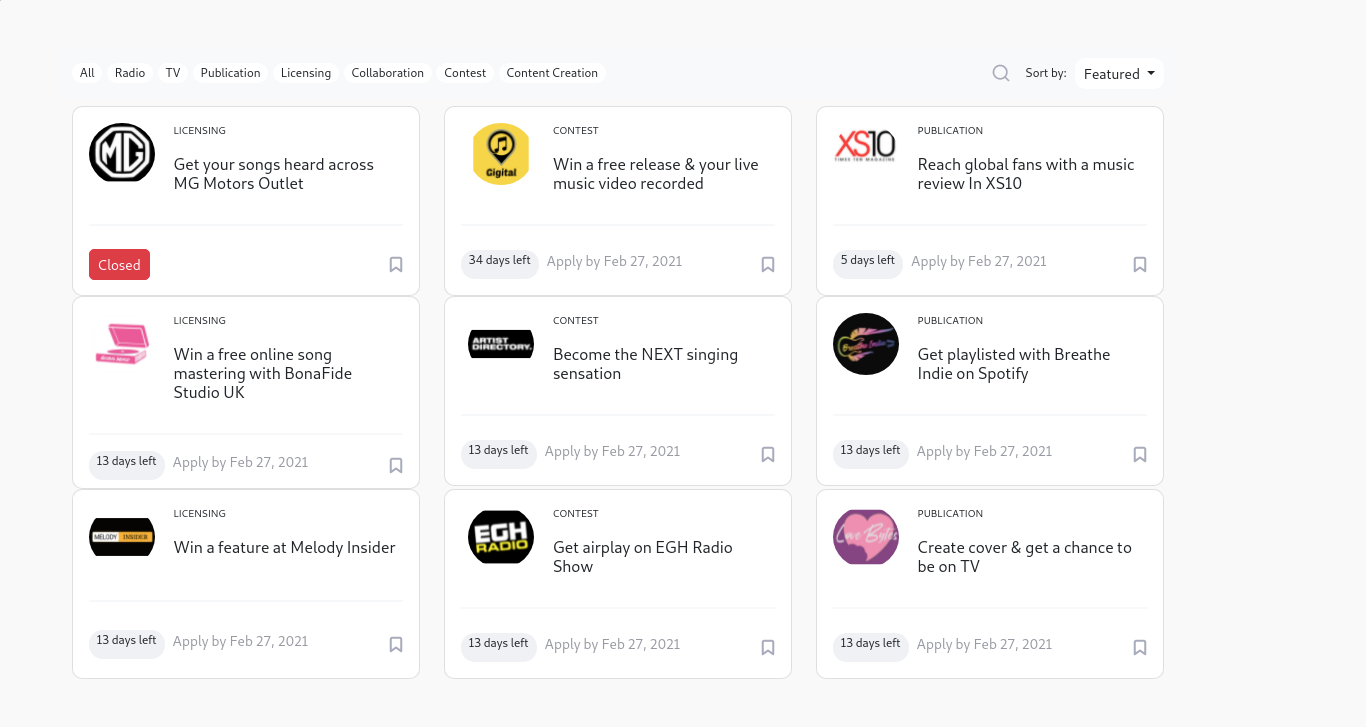 All Radio TV Publication Licensing Collaboration Contest Content Creation Sort by: Featured
MG
LICENSING
Get your songs heard across
MG Motors Outlet
Closed
Gigital
CONTEST
Win a free release & your live
music video recorded
34 days left Apply by Feb 27, 2021
XS10
TIMES TEN MAGAZINE
PUBLICATION
Reach global fans with a music
review In XS10
5 days left Apply by Feb 27, 2021
LICENSING
Win a free online song
mastering with BonaFide
Studio UK
13 days left Apply by Feb 27, 2021
ARTIST
DIRECTORY.
CONTEST
Become the NEXT singing
sensation
13 days left Apply by Feb 27, 2021
PUBLICATION
Get playlisted with Breathe
Indie on Spotify
13 days left Apply by Feb 27, 2021
MELODY INSIDER
LICENSING
Win a feature at Melody Insider
13 days left Apply by Feb 27, 2021
EGH
RADIO
CONTEST
Get airplay on EGH Radio
Show
13 days left Apply by Feb 27, 2021
Love Bytes
PUBLICATION
Create cover & get a chance to
be on TV
13 days left Apply by Feb 27, 2021